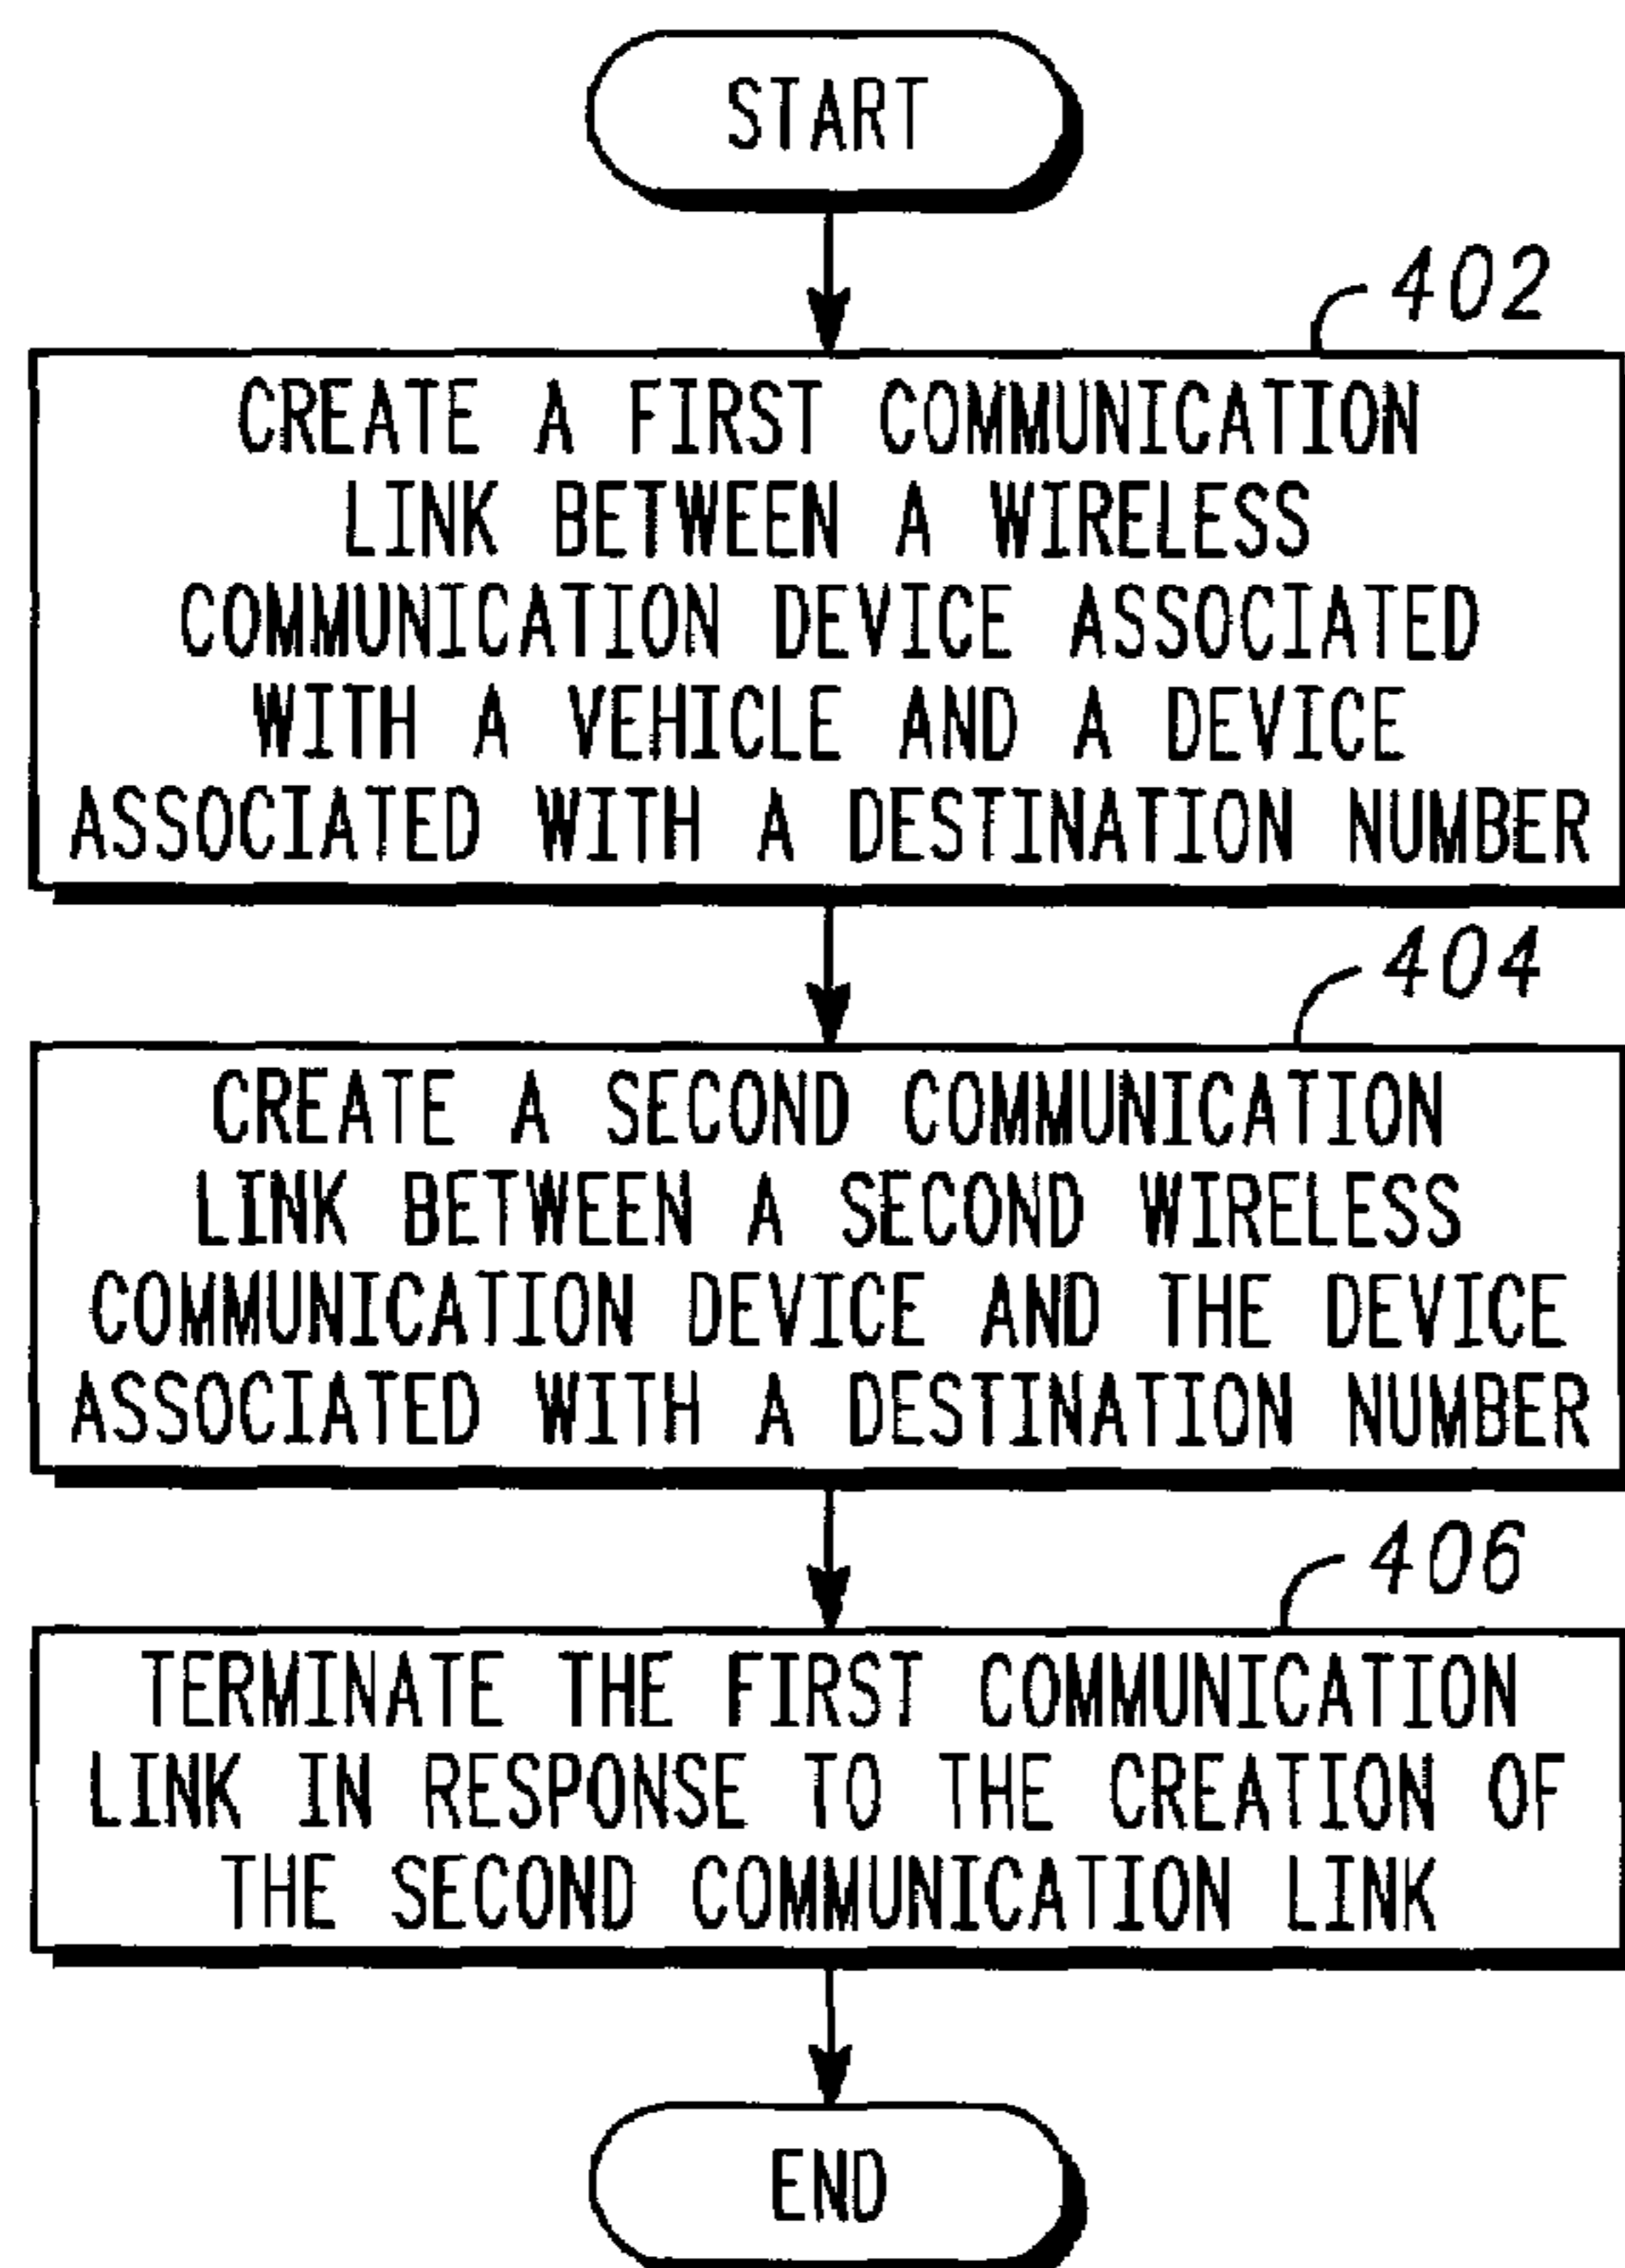 START
402
CREATE A FIRST COMMUNICATION
LINK BETWEEN A WIRELESS
COMMUNICATION DEVICE ASSOCIATED
WITH A VEHICLE AND A DEVICE
ASSOCIATED WITH A DESTINATION NUMBER
404
CREATE A SECOND COMMUNICATION
LINK BETWEEN A SECOND WIRELESS
COMMUNICATION DEVICE AND THE DEVICE
ASSOCIATED WITH A DESTINATION NUMBER
406
TERMINATE THE FIRST COMMUNICATION
LINK IN RESPONSE TO THE CREATION OF
THE SECOND COMMUNICATION LINK
END